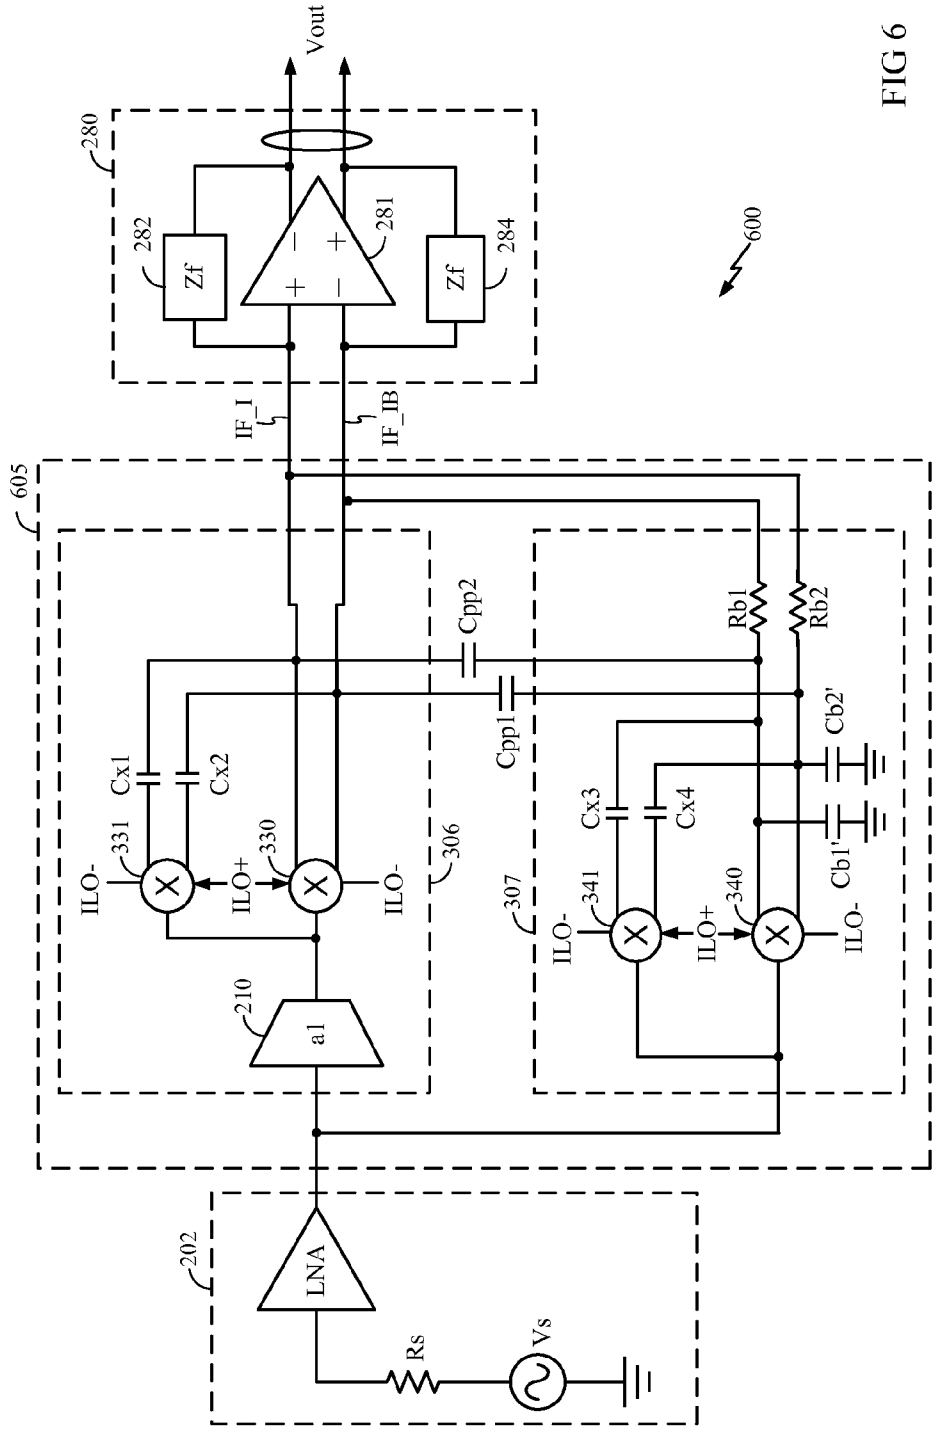 202
LNA
Rs
Vs
605
210
a1
ILO-
331
Cx1
Cx2
ILO+
330
ILO-
306
Cpp2
Cpp1
307
ILO-
341
Cx3
Cx4
ILO+
340
ILO-
Cb1'
Cb2'
Rb1
Rb2
IF_I
IF_IB
280
282
Zf
+
−
−
+
281
Zf
284
Vout
600
FIG 6
X
X
X
X